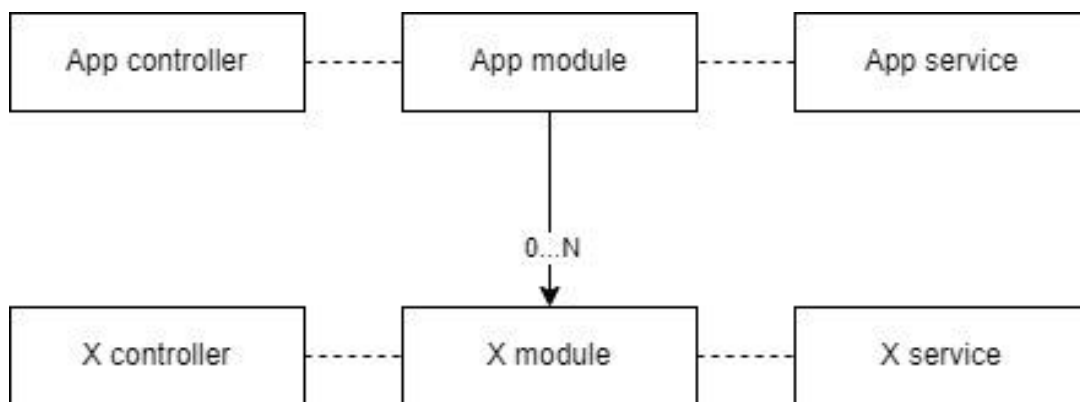 App controller
App module
App service
0...N
X controller
X module
X service